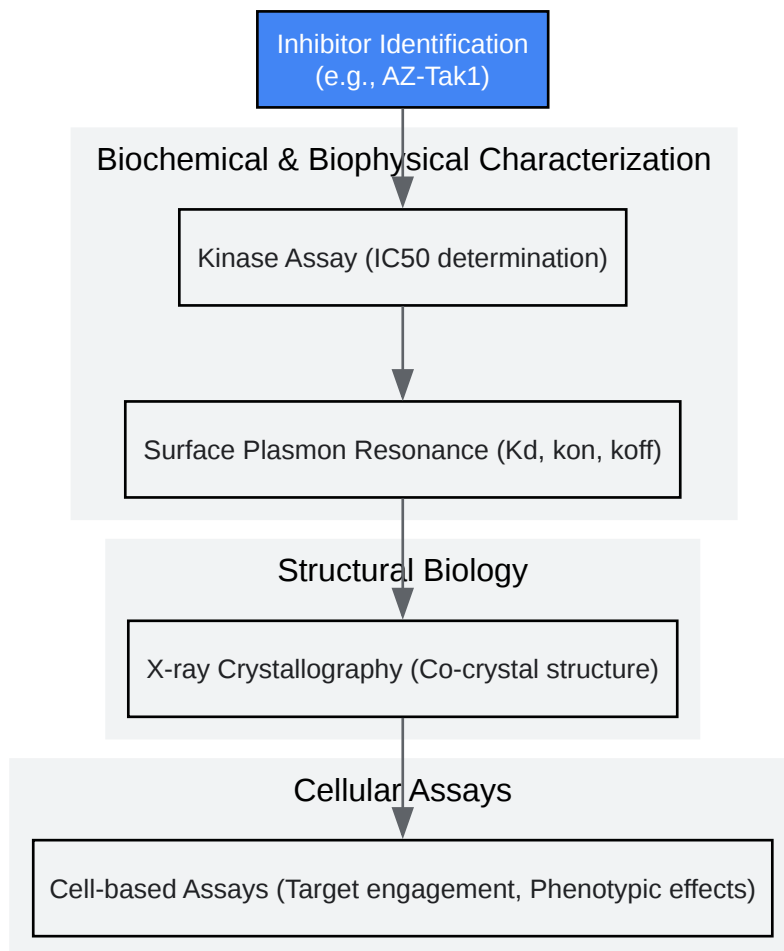 Inhibitor Identification
(e.g., AZ-Tak1)
Biochemical & Biophysical Characterization
Kinase Assay (IC50 determination)
Surface Plasmon Resonance (Kd, kon, koff)
Structural Biology
X-ray Crystallography (Co-crystal structure)
Cellular Assays
Cell-based Assays (Target engagement, Phenotypic effects)